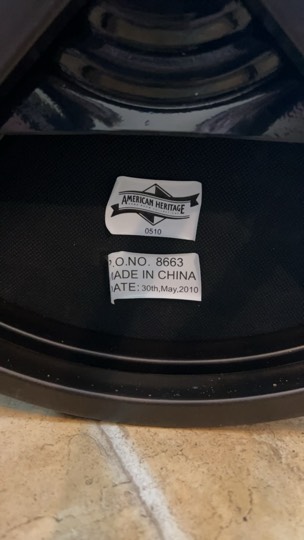 AMERICAN HERITAGE
0510
.O.NO. 8663
MADE IN CHINA
DATE: 30th,May,2010